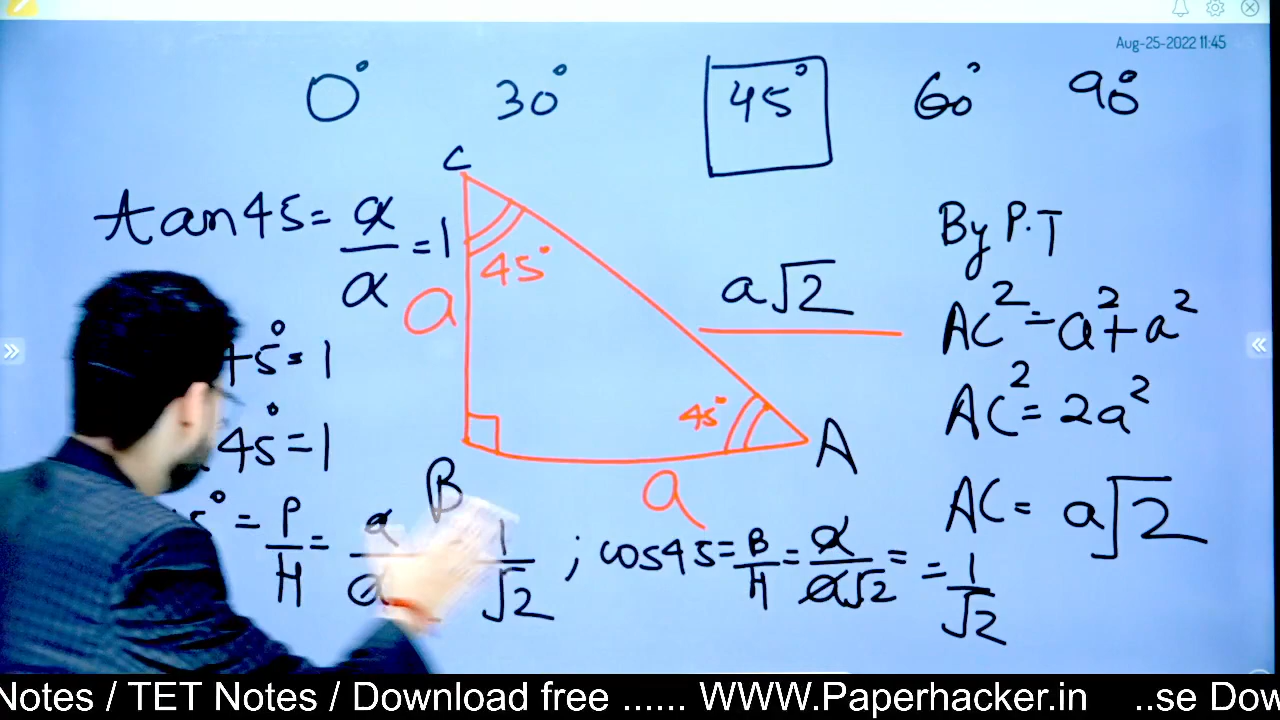 Aug-25-2022 11:45
0° 30° 45° 60° 90°
C
tan45= a/a =1
By P.T
a 45° a√2
AC²=a²+a²
5°=1
45° A
AC²=2a²
45°=1
B a
AC= a√2
° = P/H = a/a 1/√2 ; cos45= B/H = a/a√2 = = 1/√2
Notes / TET Notes / Download free ...... WWW.Paperhacker.in ..se Dow